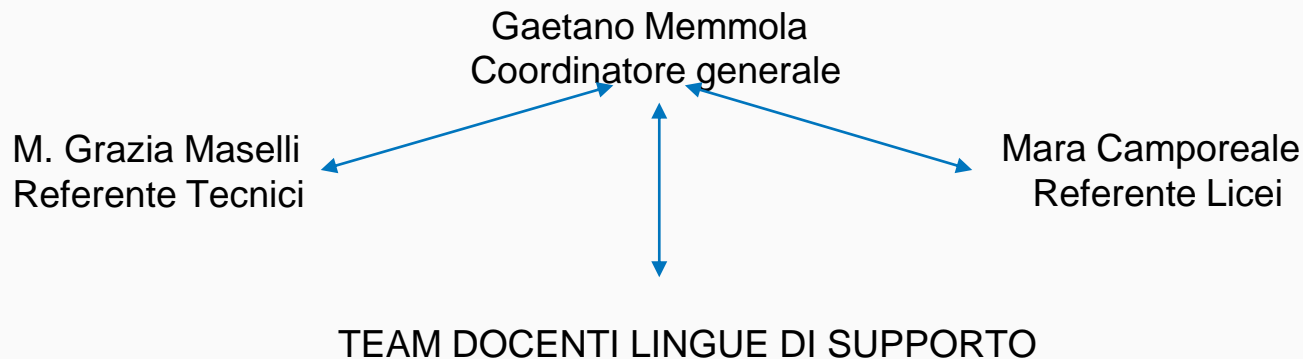 Gaetano Memmola
Coordinatore generale
M. Grazia Maselli
Referente Tecnici
Mara Camporeale
Referente Licei
TEAM DOCENTI LINGUE DI SUPPORTO